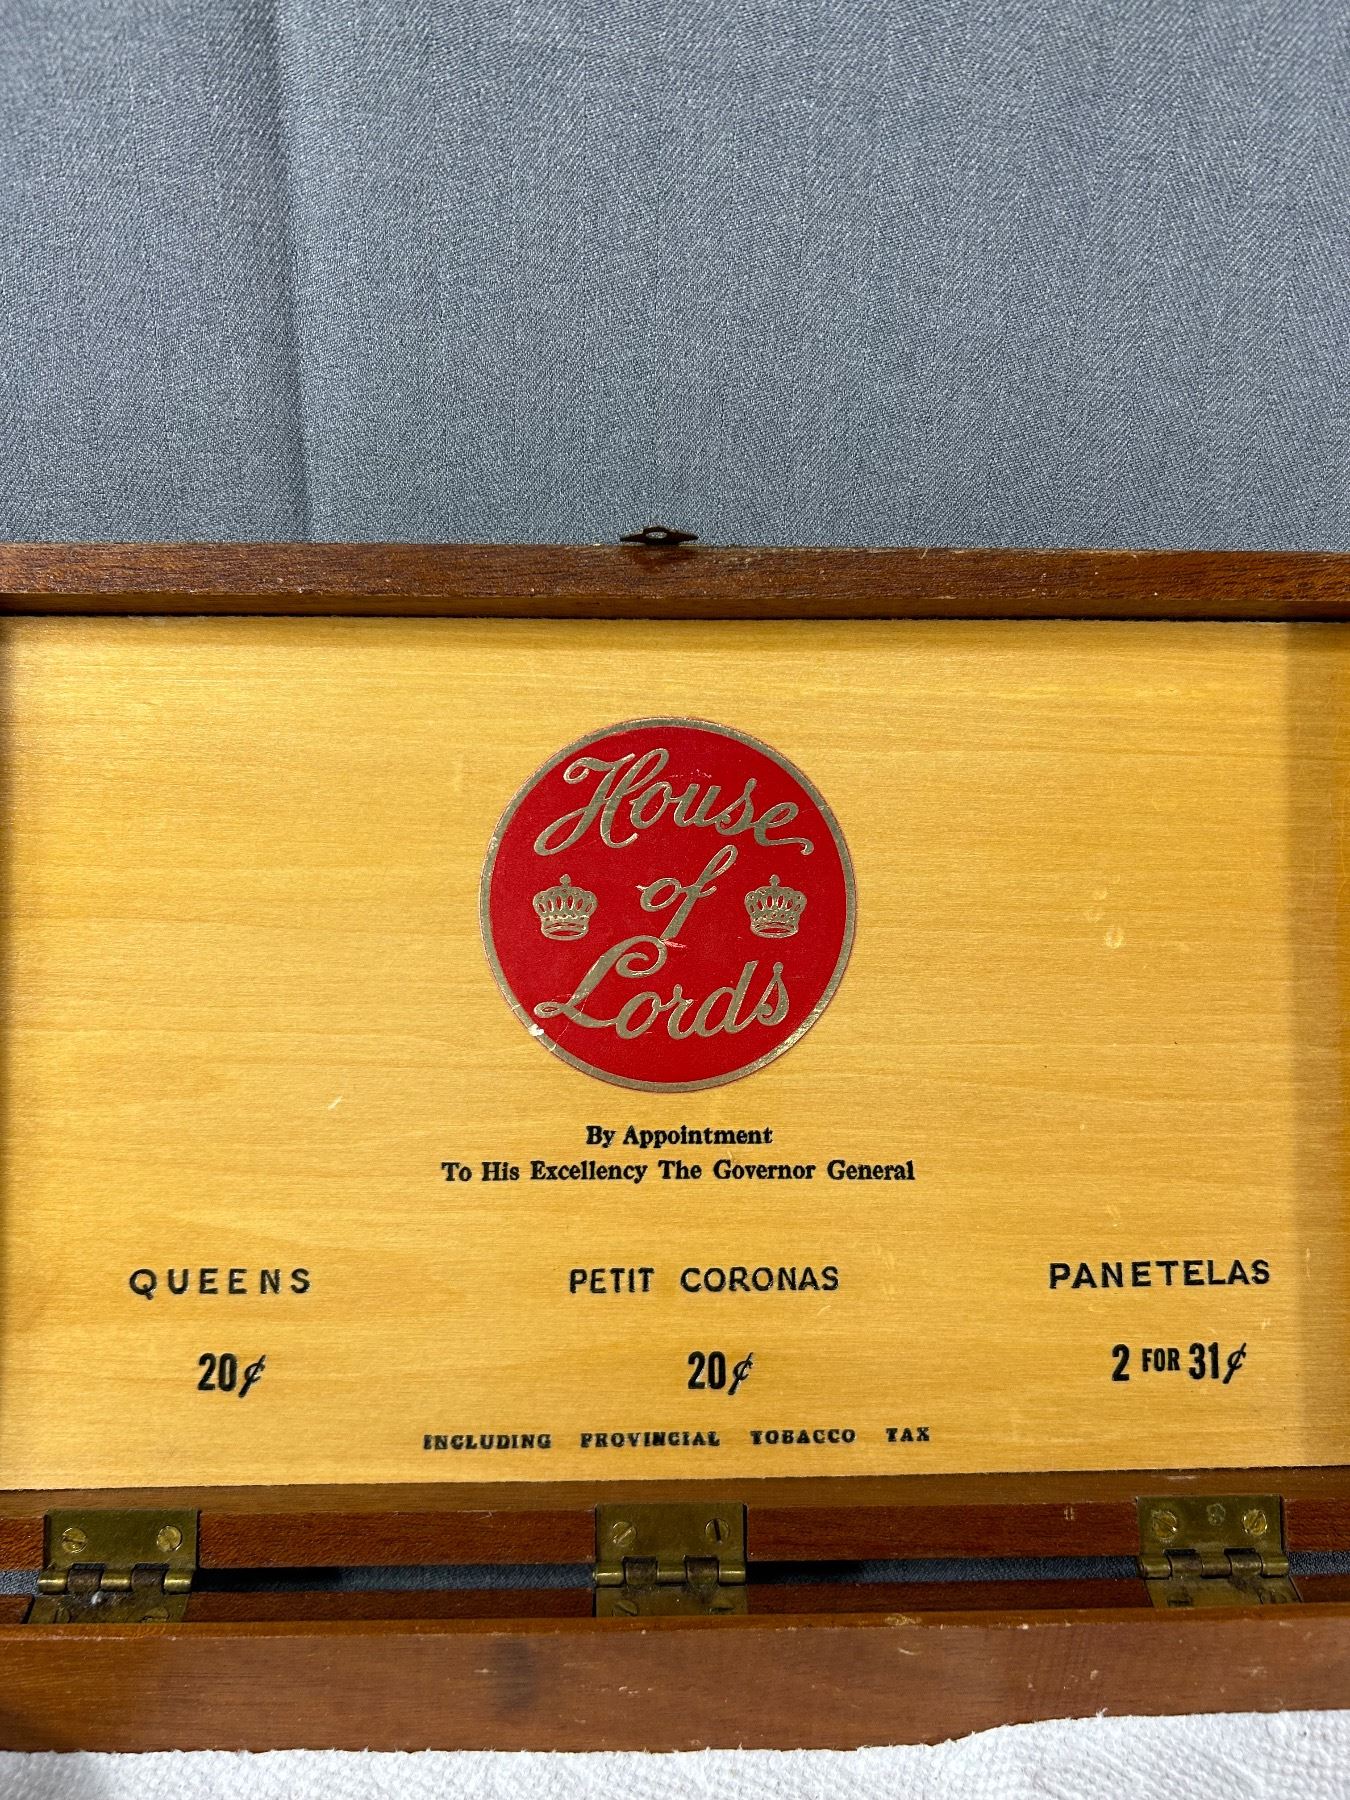 House
of
Lords
By Appointment
To His Excellency The Governor General
QUEENS PETIT CORONAS PANETELAS
20¢ 20¢ 2 FOR 31¢
INCLUDING PROVINCIAL TOBACCO TAX